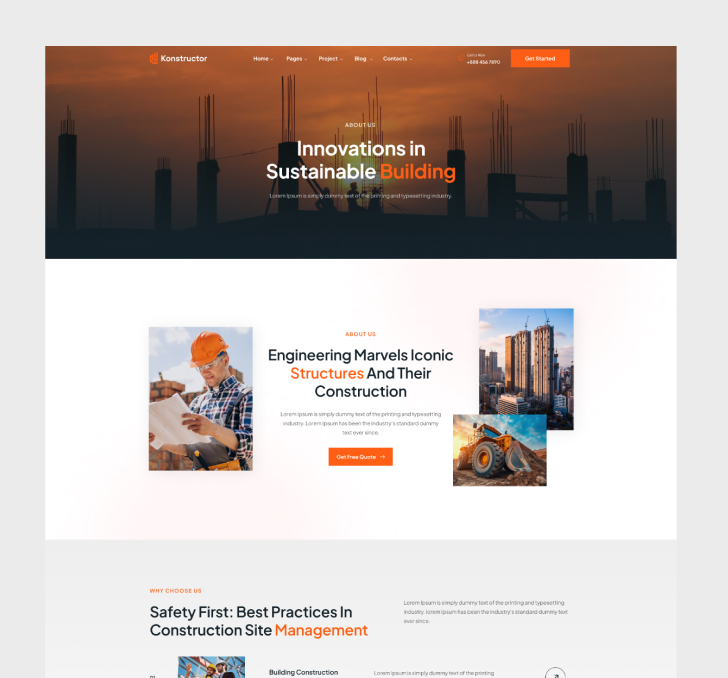 Konstructor
Home
Pages
Project
Blog
Contacts
+888 456 7890
Get Started
ABOUT US
Innovations in
Sustainable Building
Lorem Ipsum is simply dummy text of the printing and typesetting industry.
ABOUT US
Engineering Marvels Iconic
Structures And Their
Construction
Lorem Ipsum is simply dummy text of the printing and typesetting
industry. Lorem Ipsum has been the industry's standard dummy
text ever since.
Get Free Quote
WHY CHOOSE US
Safety First: Best Practices In
Construction Site Management
Lorem Ipsum is simply dummy text of the printing and typesetting
industry. Lorem Ipsum has been the industry's standard dummy text
ever since.
Building Construction
Lorem Ipsum is simply dummy text of the printing